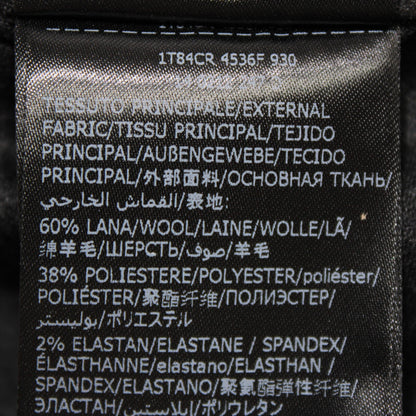 1T84CR 4536F 930
TESSUTO PRINCIPALE/EXTERNAL
FABRIC/TISSU PRINCIPAL/TEJIDO
PRINCIPAL/AUßENGEWEBE/TECIDO
PRINCIPAL/外部面料/ОСНОВНАЯ ТКАНЬ/
القماش الخارجي/表地:
60% LANA/WOOL/LAINE/WOLLE/LÃ/
绵羊毛/ШЕРСТЬ/صوف/羊毛
38% POLIESTERE/POLYESTER/poliéster/
POLIÉSTER/聚酯纤维/ПОЛИЭСТЕР/
بوليستر/ポリエステル
2% ELASTAN/ELASTANE / SPANDEX/
ÉLASTHANNE/elastano/ELASTHAN /
SPANDEX/ELASTANO/聚氨酯弹性纤维/
ЭЛАСТАН/ايلاستين/ポリウレタン